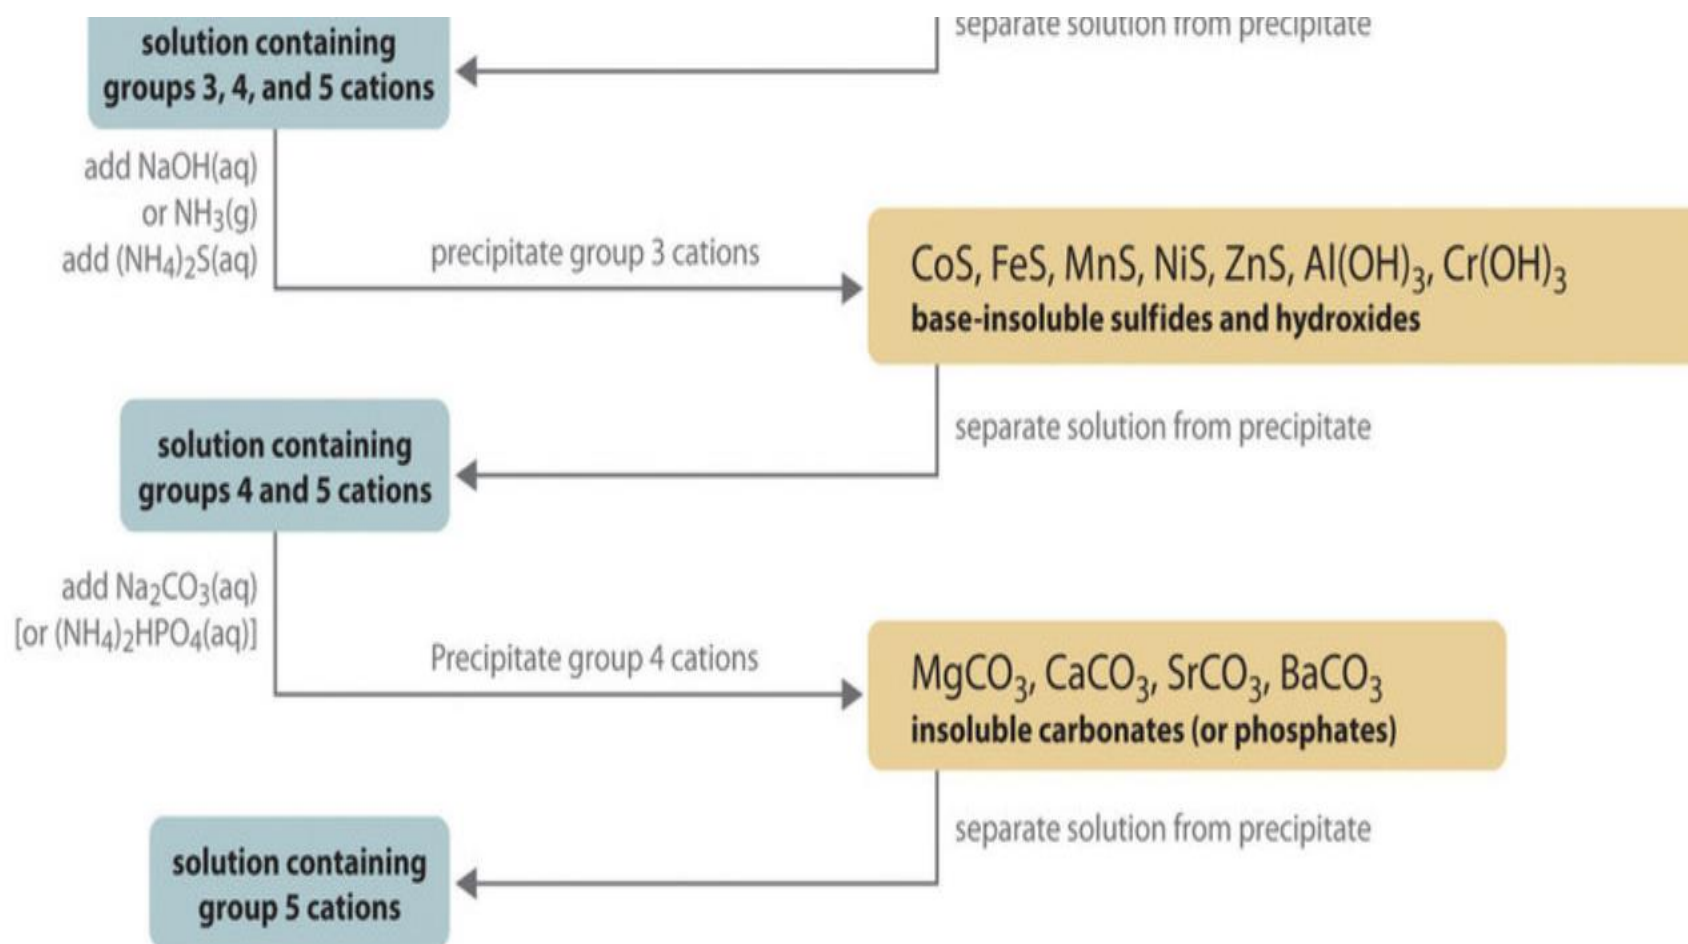 separate solution from precipitate
solution containing
groups 3, 4, and 5 cations
add NaOH(aq)
or NH₃(g)
add (NH₄)₂S(aq)
precipitate group 3 cations
CoS, FeS, MnS, NiS, ZnS, Al(OH)₃, Cr(OH)₃
base-insoluble sulfides and hydroxides
separate solution from precipitate
solution containing
groups 4 and 5 cations
add Na₂CO₃(aq)
[or (NH₄)₂HPO₄(aq)]
Precipitate group 4 cations
MgCO₃, CaCO₃, SrCO₃, BaCO₃
insoluble carbonates (or phosphates)
separate solution from precipitate
solution containing
group 5 cations